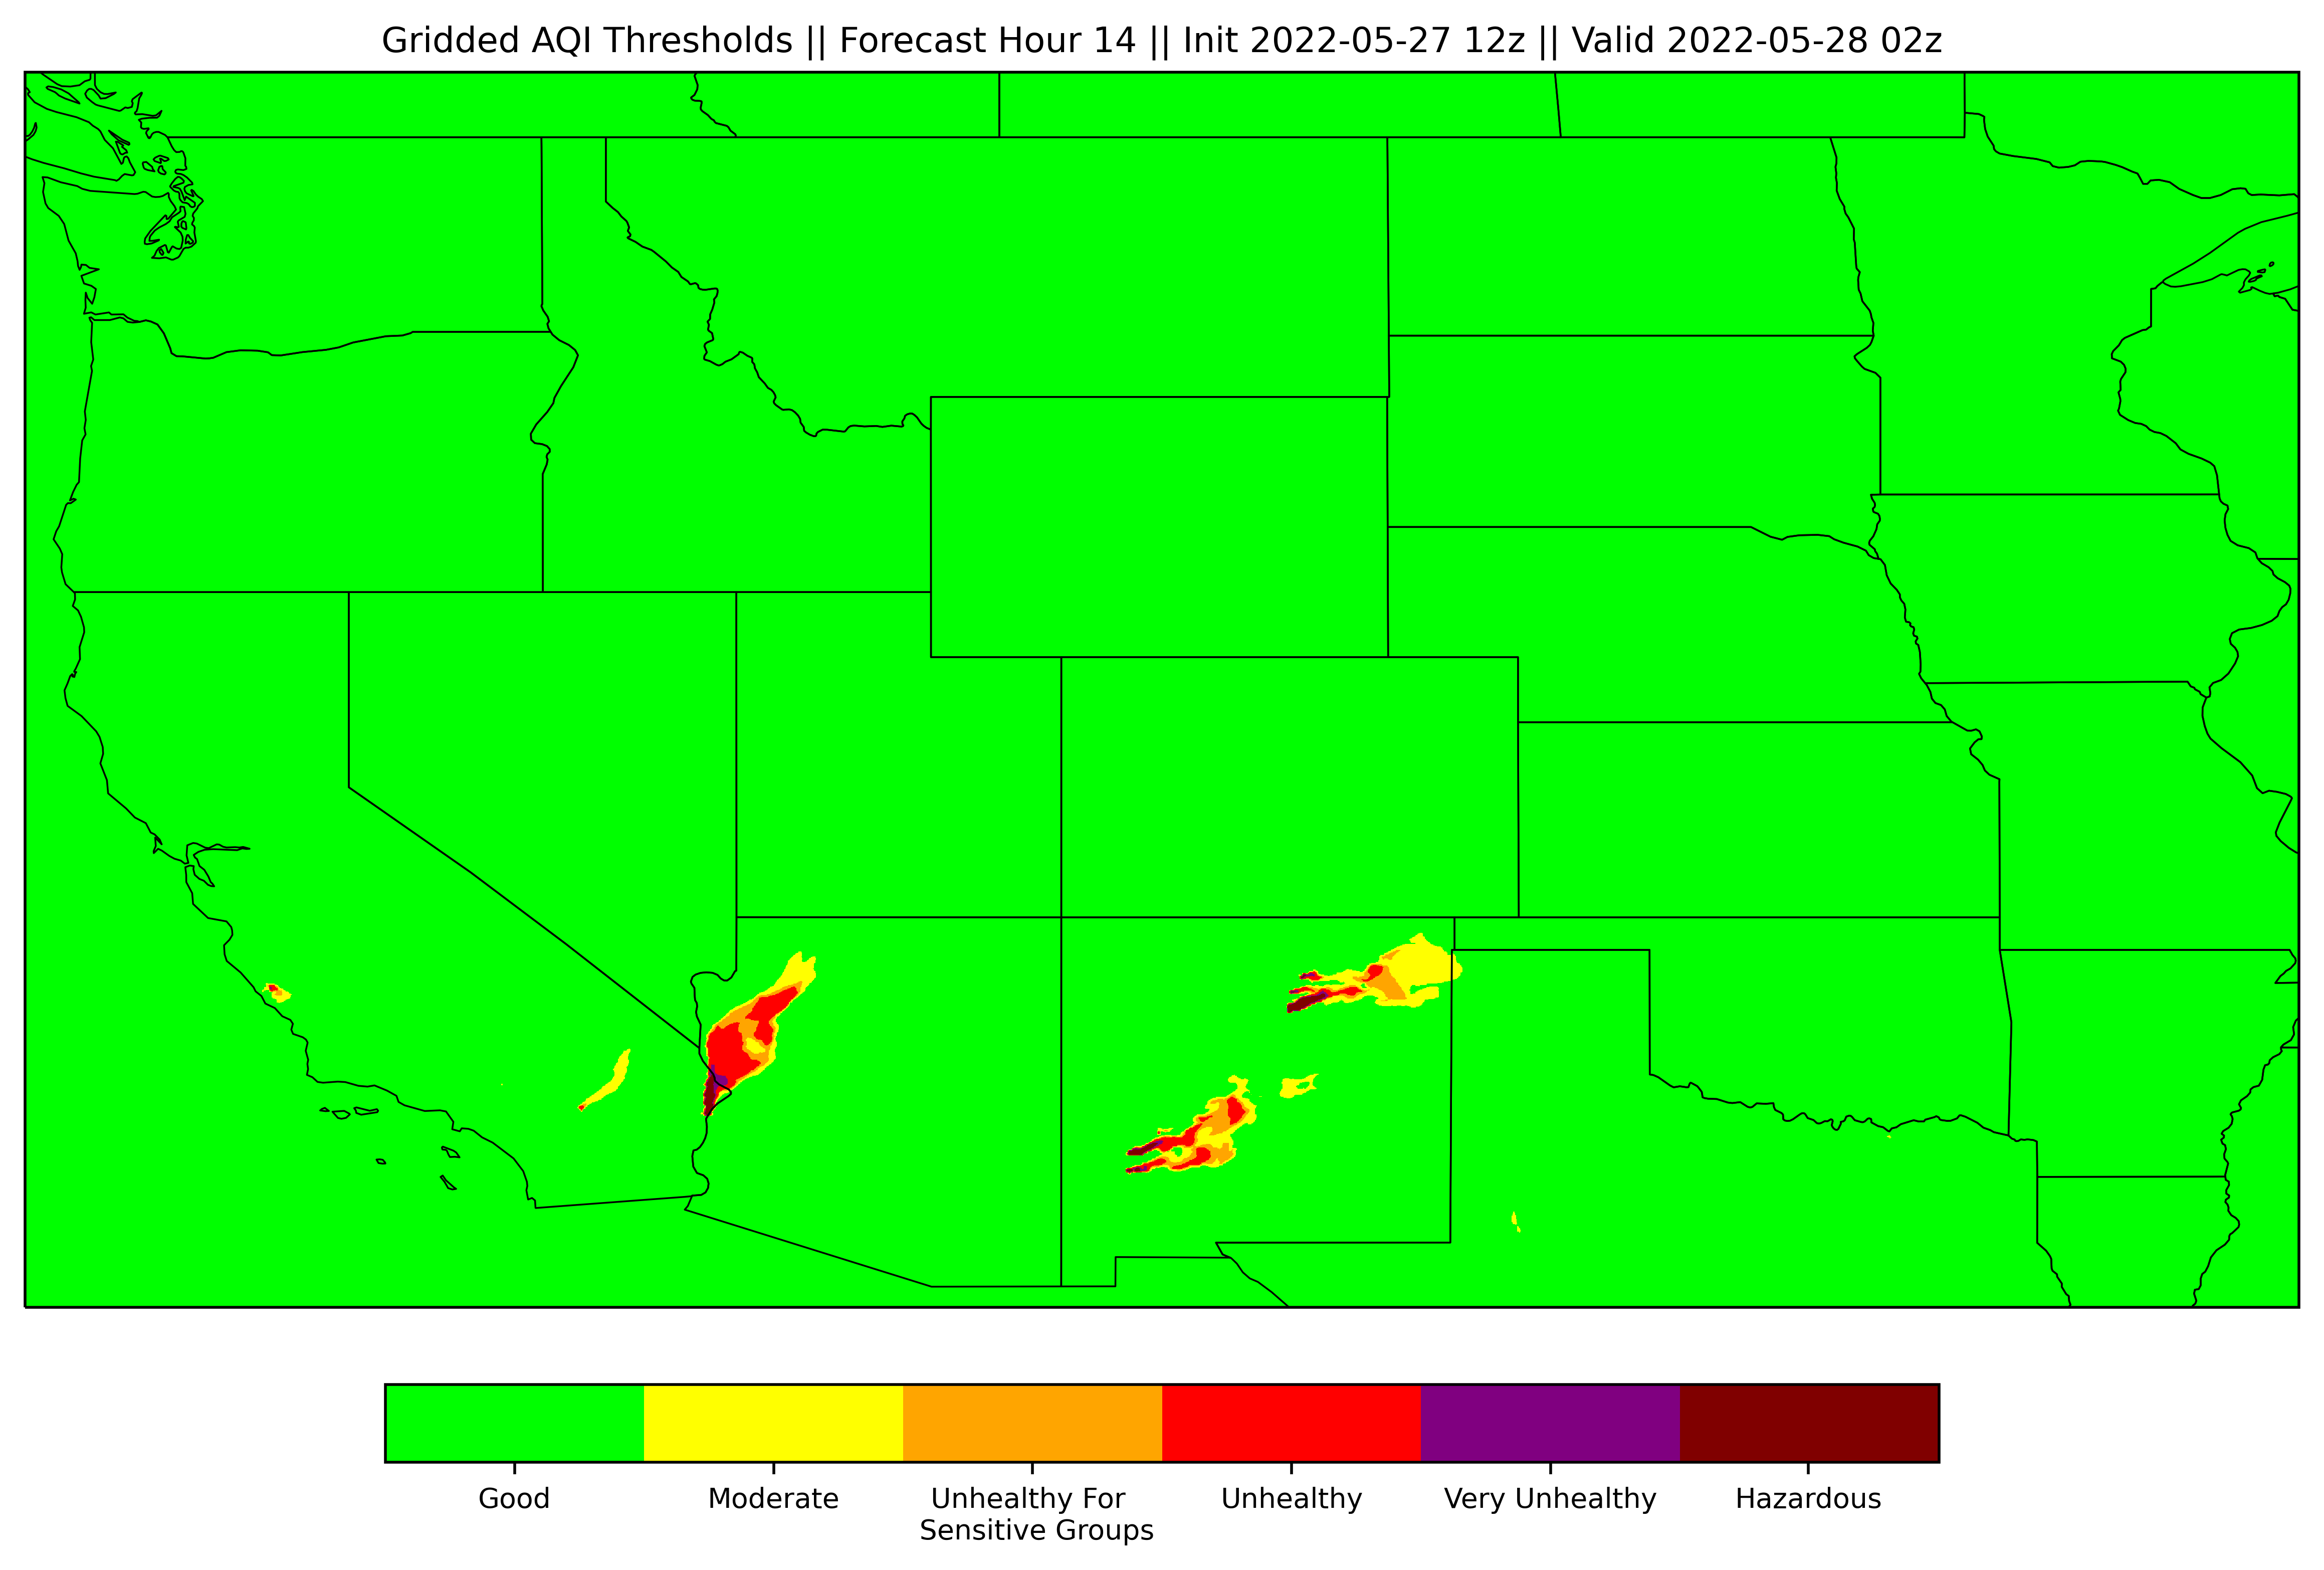 Gridded AQI Thresholds || Forecast Hour 14 || Init 2022-05-27 12z || Valid 2022-05-28 02z
Good
Moderate
Unhealthy For
Sensitive Groups
Unhealthy
Very Unhealthy
Hazardous